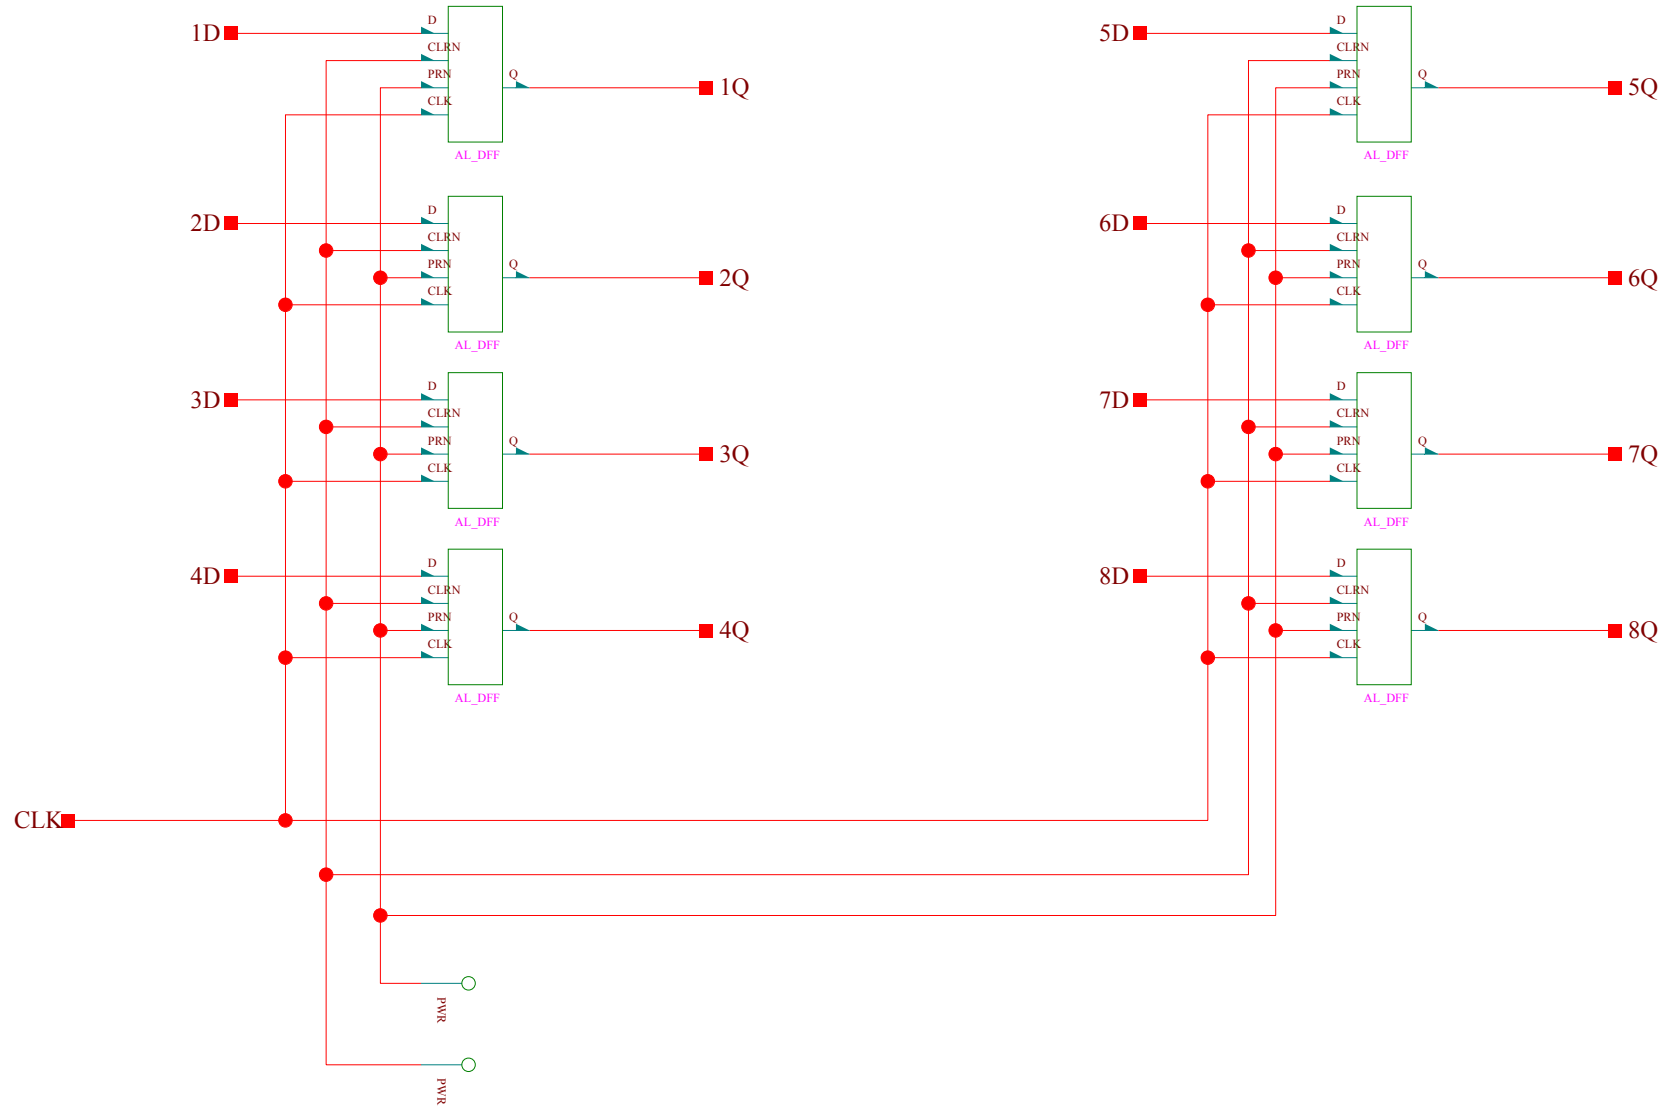 1D
D
CLRN
PRN
CLK
Q
1Q
AL_DFF
2D
D
CLRN
PRN
CLK
Q
2Q
AL_DFF
3D
D
CLRN
PRN
CLK
Q
3Q
AL_DFF
4D
D
CLRN
PRN
CLK
Q
4Q
AL_DFF
5D
D
CLRN
PRN
CLK
Q
5Q
AL_DFF
6D
D
CLRN
PRN
CLK
Q
6Q
AL_DFF
7D
D
CLRN
PRN
CLK
Q
7Q
AL_DFF
8D
D
CLRN
PRN
CLK
Q
8Q
AL_DFF
CLK
PWR
PWR